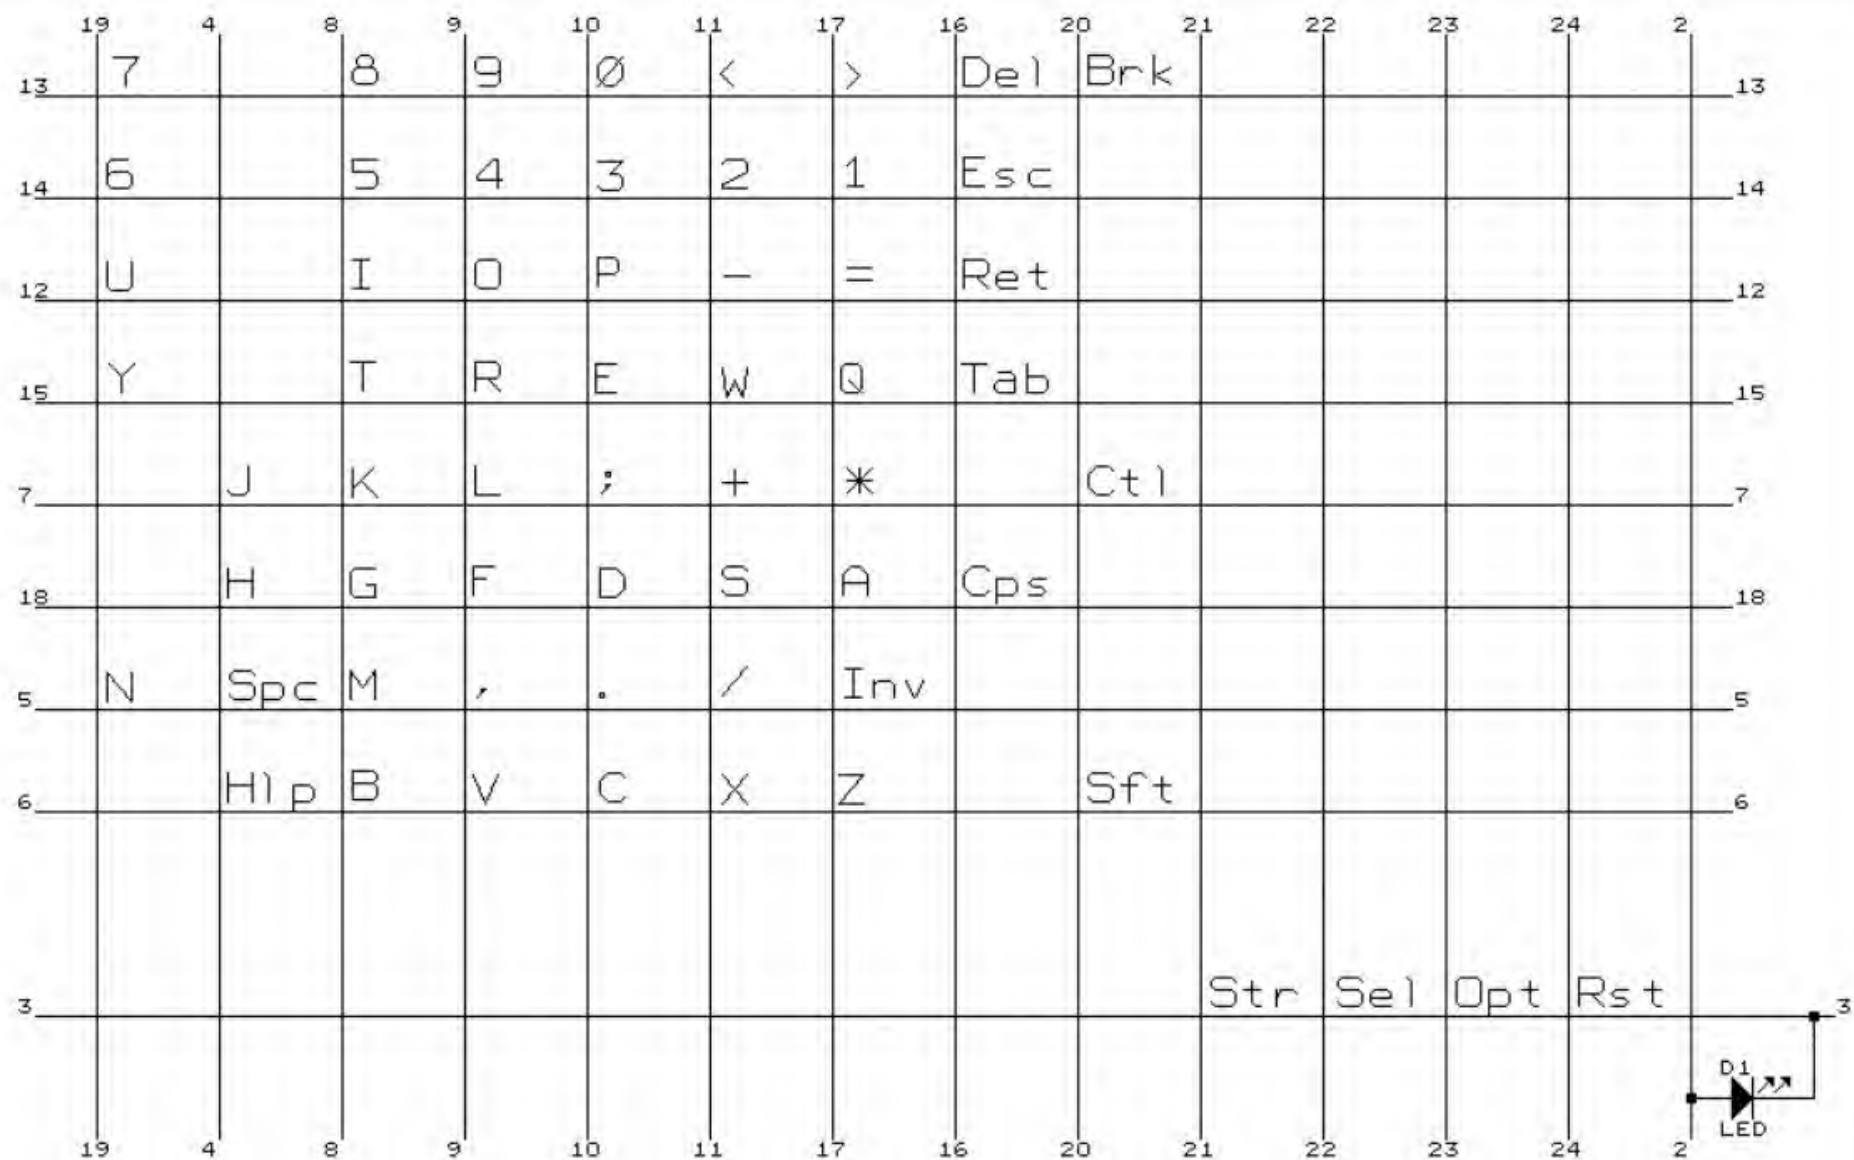 19 4 8 9 10 11 17 16 20 21 22 23 24 2
7 8 9 0 < > Del Brk
13 13
6 5 4 3 2 1 Esc
14 14
U I O P - = Ret
12 12
Y T R E W Q Tab
15 15
J K L ; + * Ctl
7 7
H G F D S A Cps
18 18
N Spc M , . / Inv
5 5
Hlp B V C X Z Sft
6 6
Str Sel Opt Rst
3 3
D1
LED
19 4 8 9 10 11 17 16 20 21 22 23 24 2